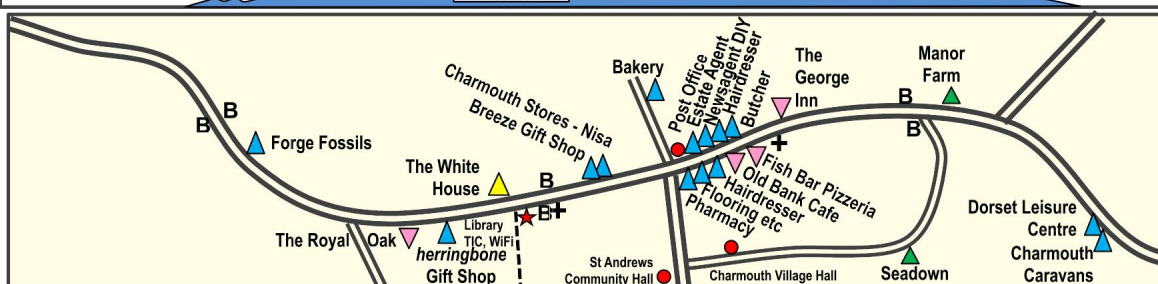 Manor
Farm
The
George
Inn
Bakery
Post Office
Estate Agent
Newsagent DIY
Hairdresser
Butcher
Charmouth Stores - Nisa
Breeze Gift Shop
B
B
B
B
Forge Fossils
The White
House
B
B
Fish Bar Pizzeria
Old Bank Cafe
Hairdresser
Flooring etc
Pharmacy
The Royal Oak
Library
TIC, WiFi
herringbone
Gift Shop
St Andrews
Community Hall
Charmouth Village Hall
Seadown
Dorset Leisure
Centre
Charmouth
Caravans